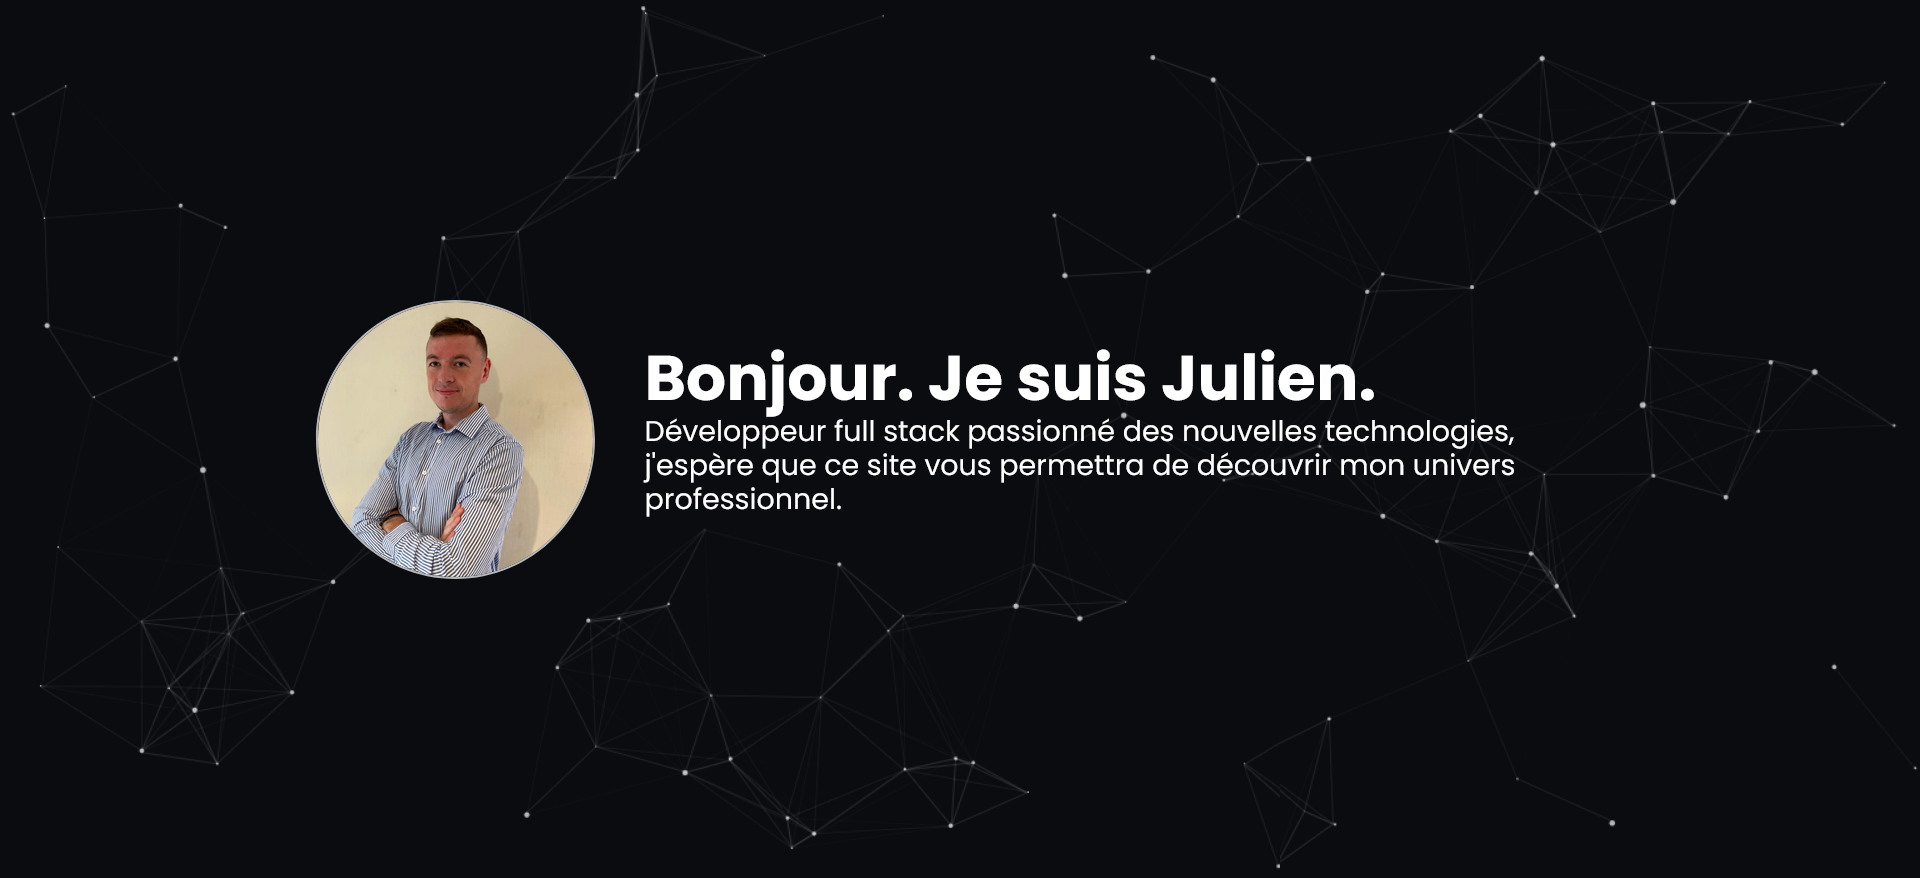 Bonjour. Je suis Julien.
Développeur full stack passionné des nouvelles technologies,
j'espère que ce site vous permettra de découvrir mon univers
professionnel.